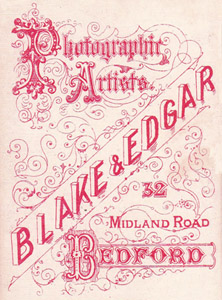 Photographic
Artists.
BLAKE & EDGAR
32
MIDLAND ROAD
BEDFORD